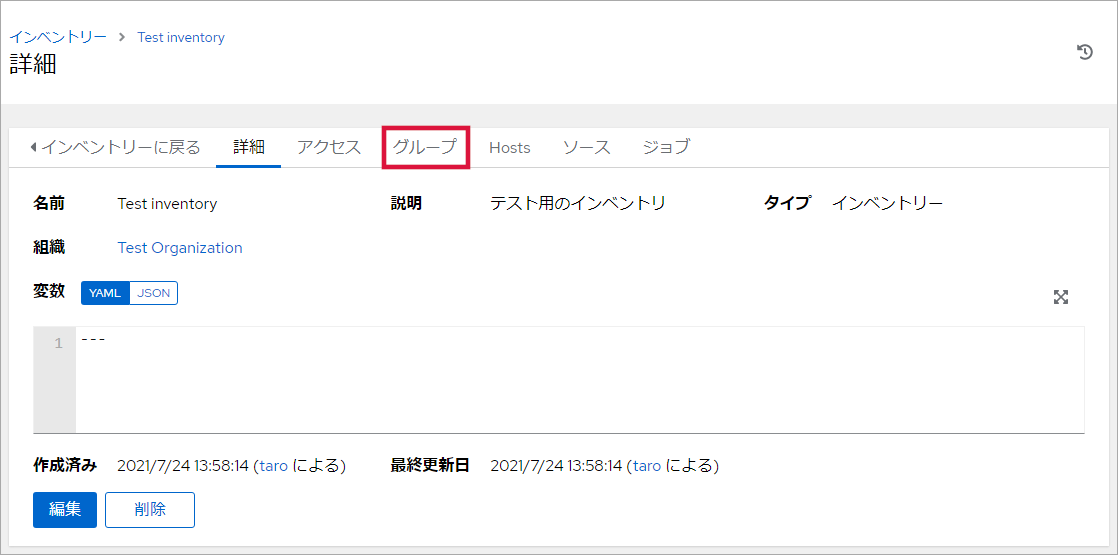 インベントリー > Test inventory
詳細
インベントリーに戻る 詳細 アクセス グループ Hosts ソース ジョブ
名前 Test inventory 説明 テスト用のインベントリ タイプ インベントリー
組織 Test Organization
変数 YAML JSON
1 ---
作成済み 2021/7/24 13:58:14 (taro による) 最終更新日 2021/7/24 13:58:14 (taro による)
編集 削除